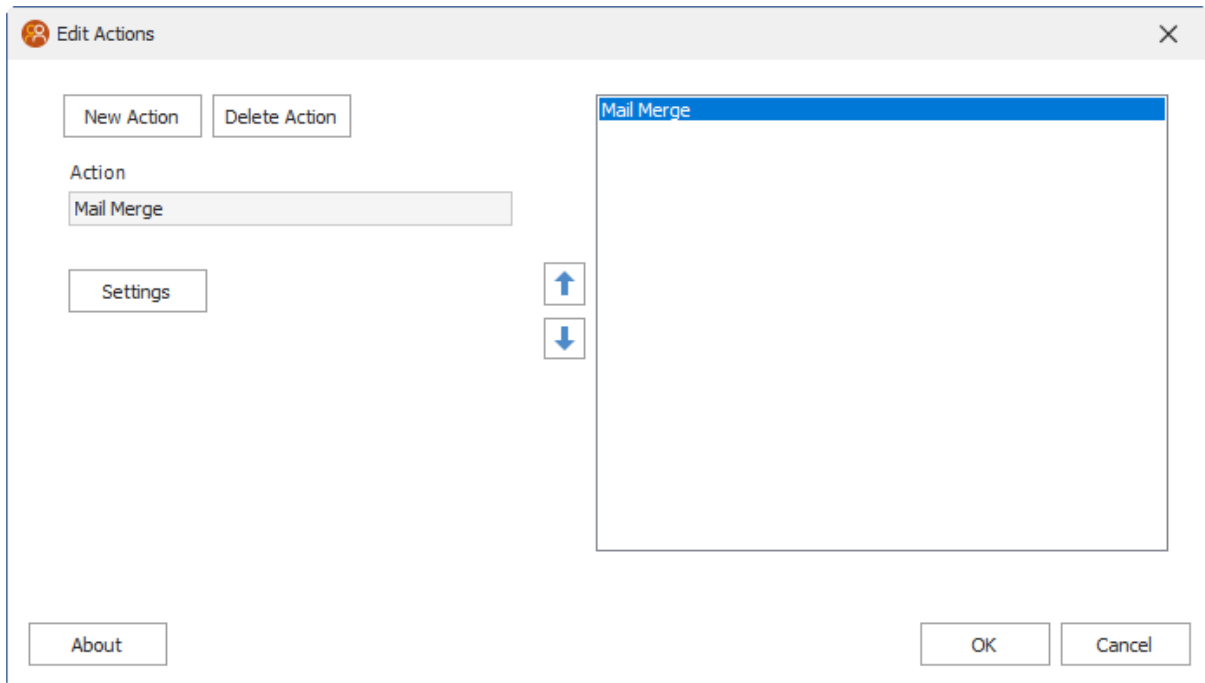 Edit Actions
New Action
Delete Action
Mail Merge
Action
Mail Merge
Settings
About
OK
Cancel